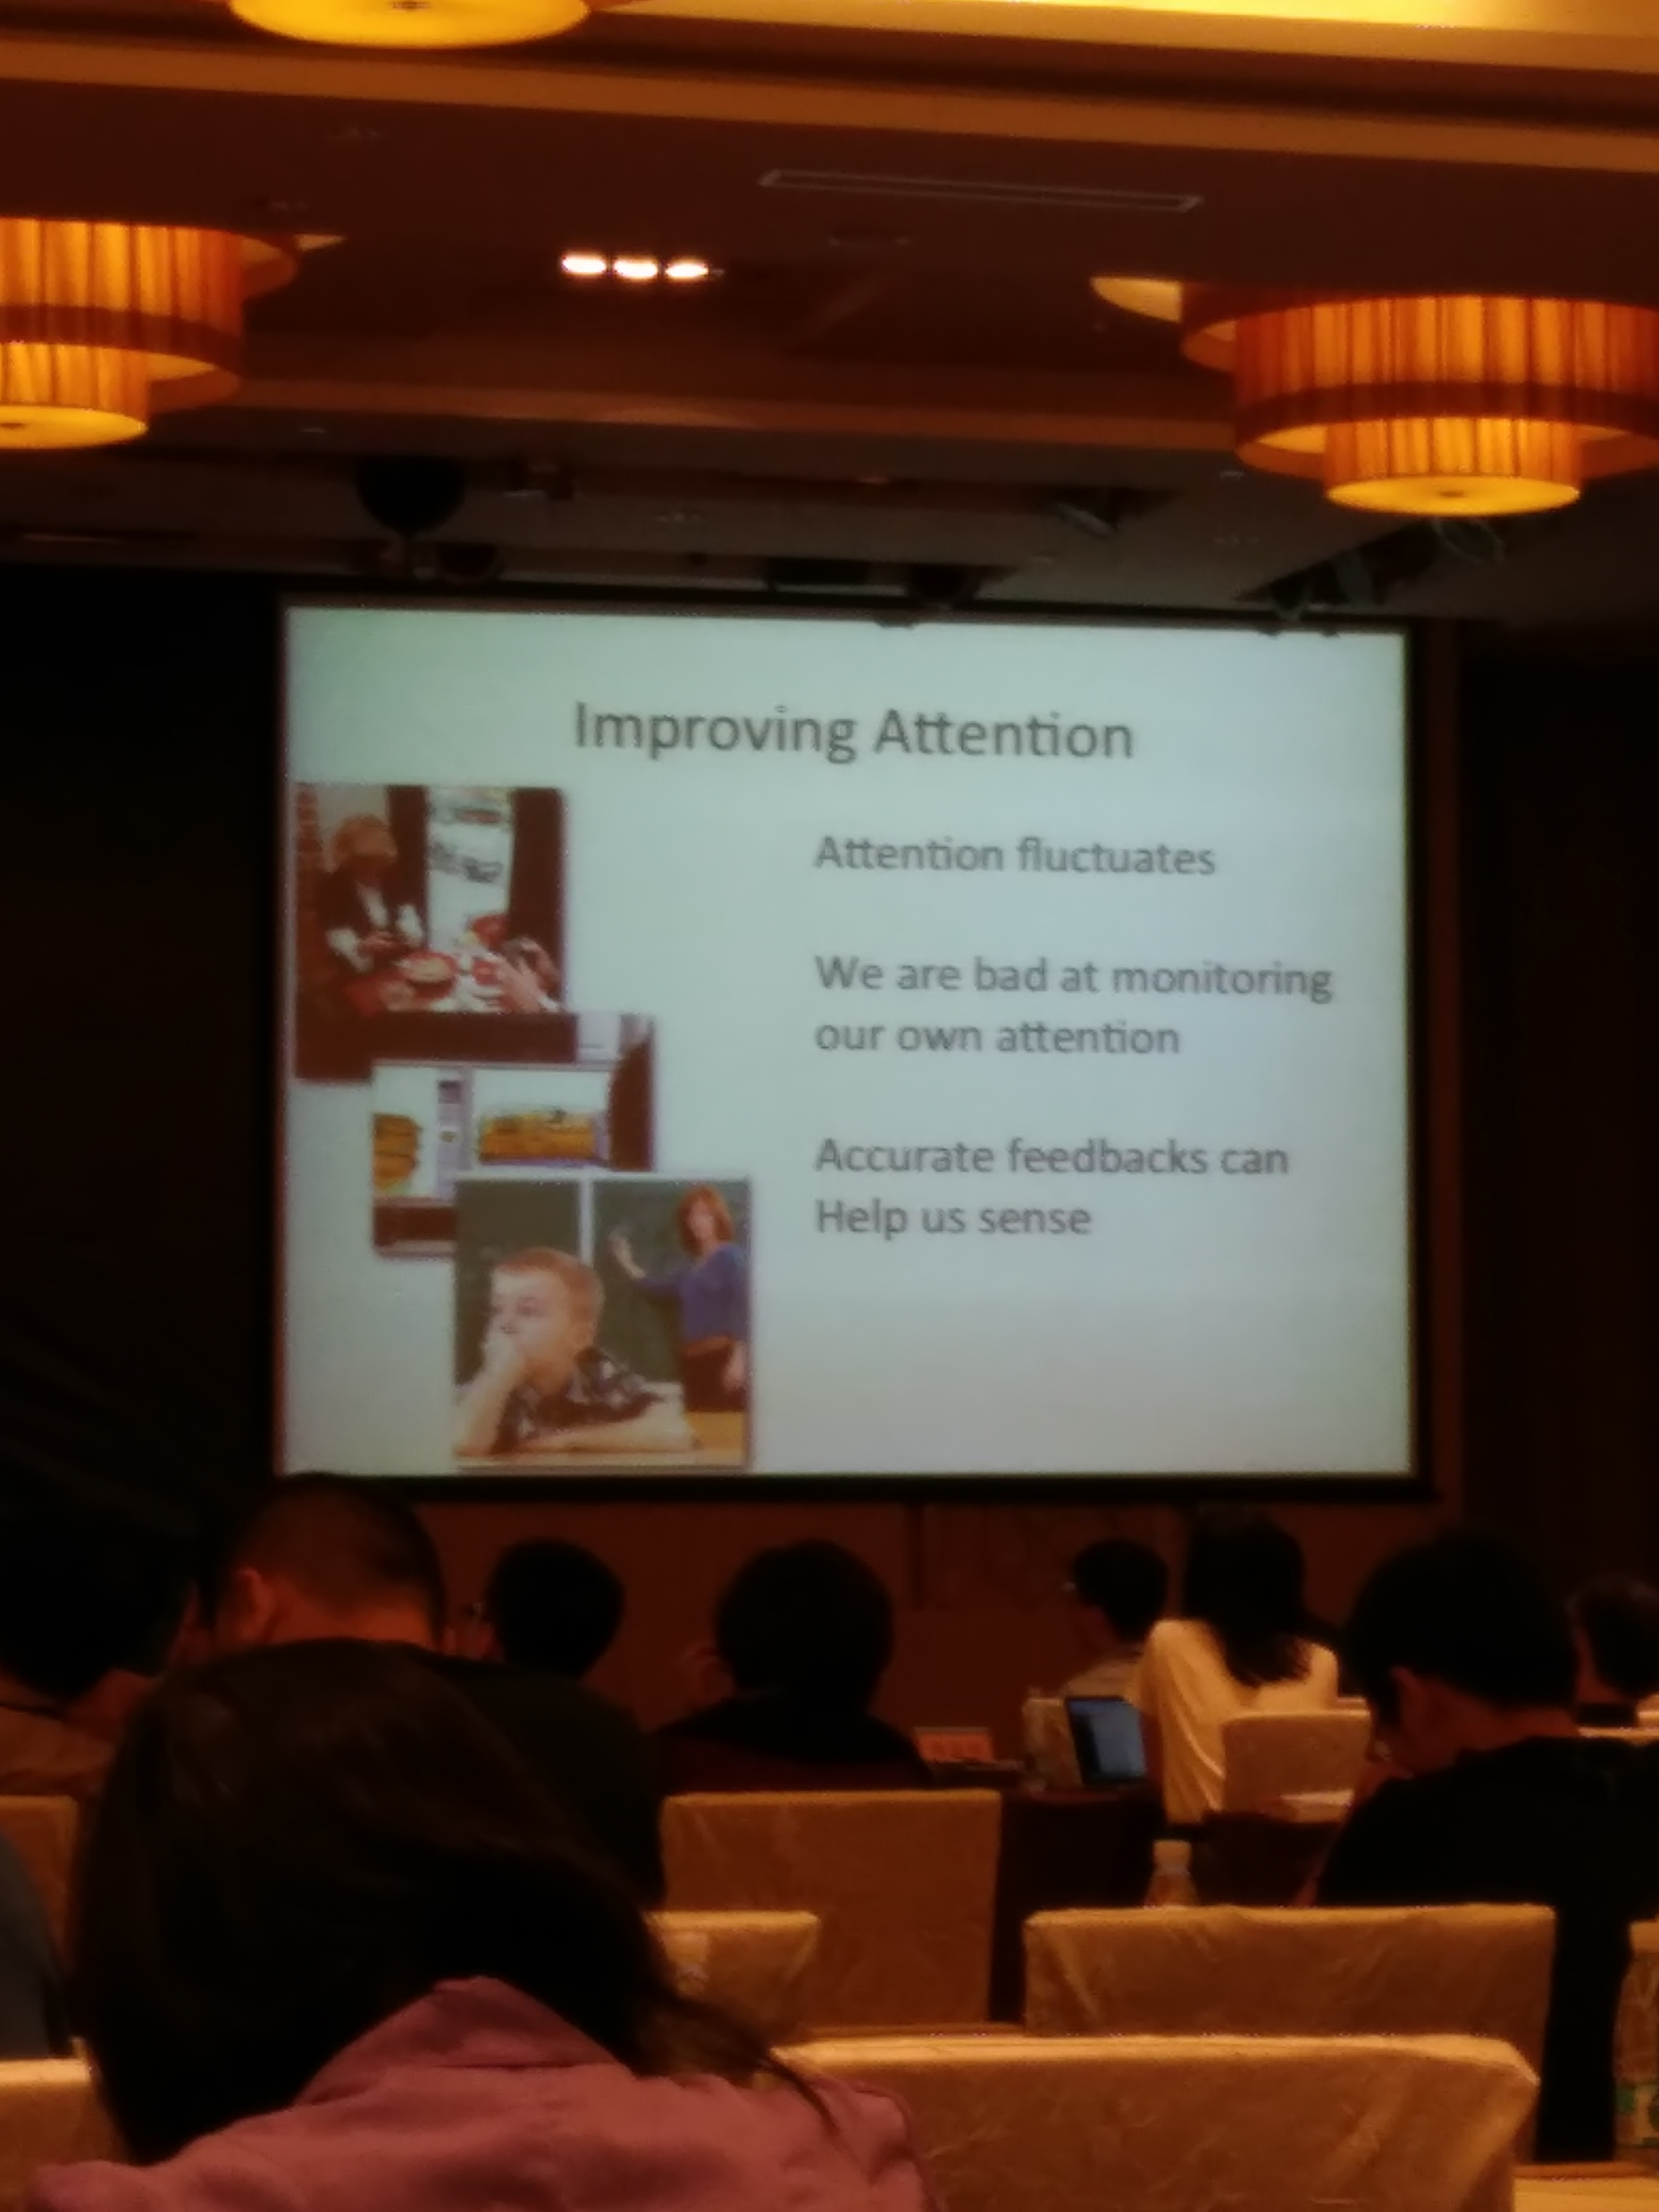 Improving Attention
Attention fluctuates
We are bad at monitoring
our own attention
Accurate feedbacks can
Help us sense